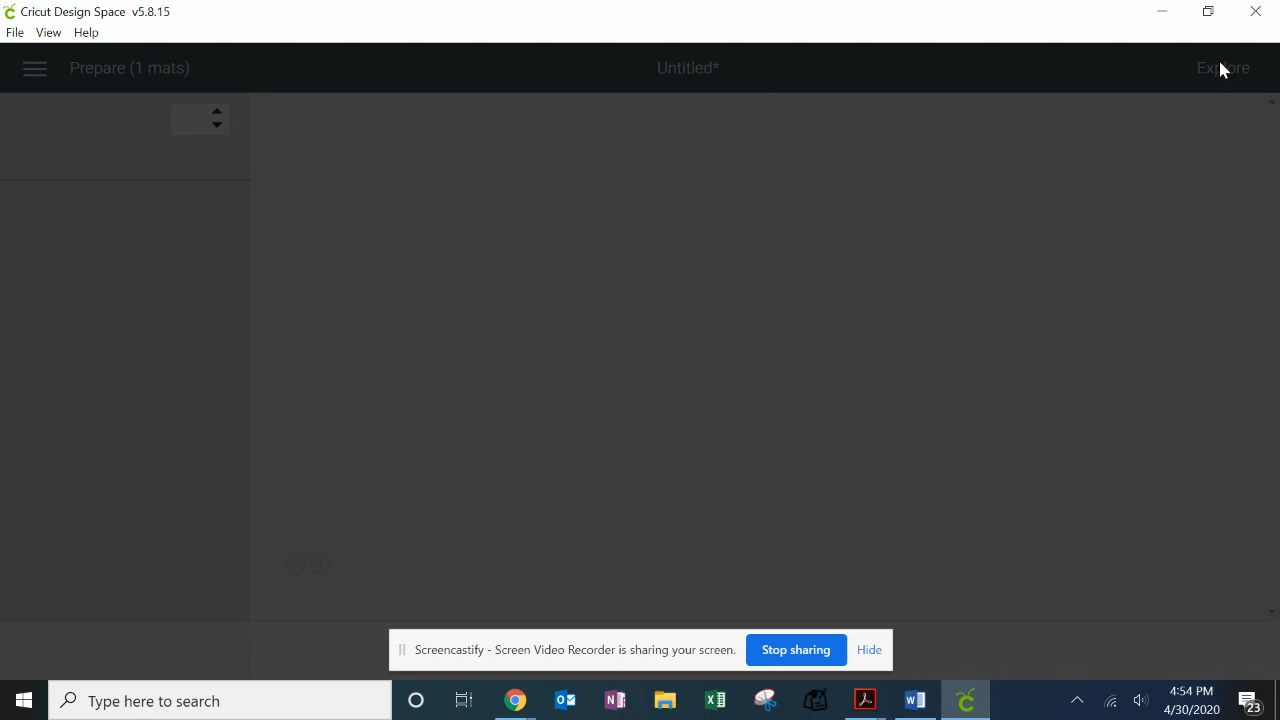 Cricut Design Space v5.8.15
File View Help
Prepare (1 mats) Untitled* Explore
Screencastify - Screen Video Recorder is sharing your screen. Stop sharing Hide
Type here to search
4:54 PM
4/30/2020
23